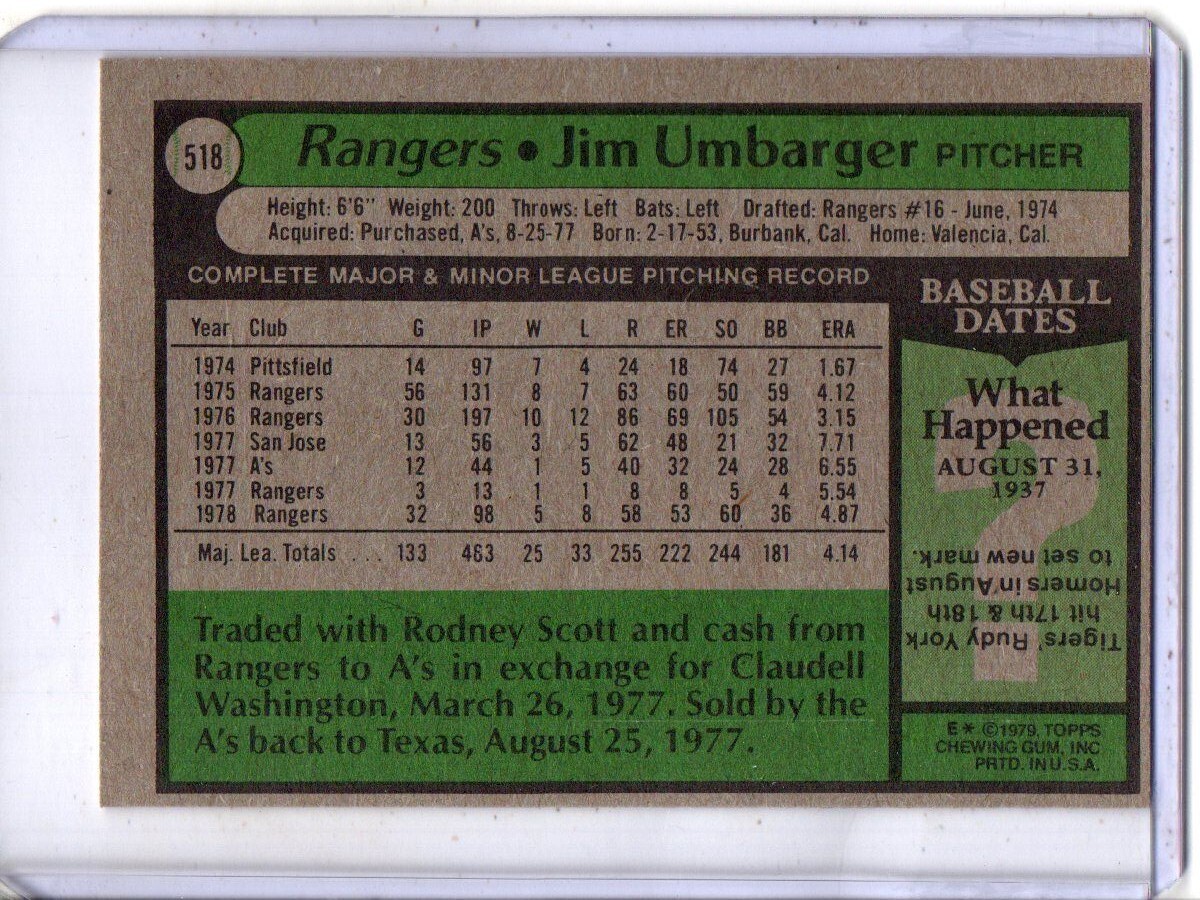 518
Rangers • Jim Umbarger PITCHER
Height: 6'6" Weight: 200 Throws: Left Bats: Left Drafted: Rangers #16 - June, 1974
Acquired: Purchased, A's, 8-25-77 Born: 2-17-53, Burbank, Cal. Home: Valencia, Cal.
COMPLETE MAJOR & MINOR LEAGUE PITCHING RECORD
Year Club G IP W L R ER SO BB ERA
1974 Pittsfield 14 97 7 4 24 18 74 27 1.67
1975 Rangers 56 131 8 7 63 60 50 59 4.12
1976 Rangers 30 197 10 12 86 69 105 54 3.15
1977 San Jose 13 56 3 5 62 48 21 32 7.71
1977 A's 12 44 1 5 40 32 24 28 6.55
1977 Rangers 3 13 1 1 8 8 5 4 5.54
1978 Rangers 32 98 5 8 58 53 60 36 4.87
Maj. Lea. Totals .... 133 463 25 33 255 222 244 181 4.14
Traded with Rodney Scott and cash from
Rangers to A's in exchange for Claudell
Washington, March 26, 1977. Sold by the
A's back to Texas, August 25, 1977.
BASEBALL
DATES
What
Happened
AUGUST 31,
1937
?
Tigers' Rudy York
hit 17th & 18th
Homers in August
to set new mark.
E* ©1979, TOPPS
CHEWING GUM, INC
PRTD. IN U.S.A.